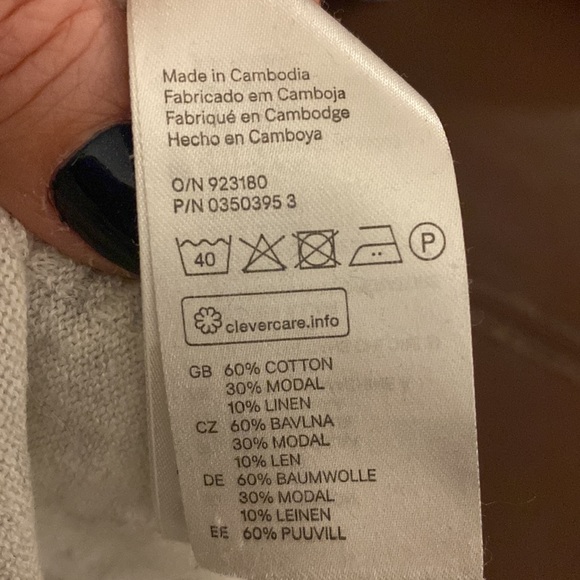 Made in Cambodia
Fabricado em Camboja
Fabriqué en Cambodge
Hecho en Camboya
O/N 923180
P/N 0350395 3
40 P
clevercare.info
GB 60% COTTON
30% MODAL
10% LINEN
CZ 60% BAVLNA
30% MODAL
10% LEN
DE 60% BAUMWOLLE
30% MODAL
10% LEINEN
EE 60% PUUVILL